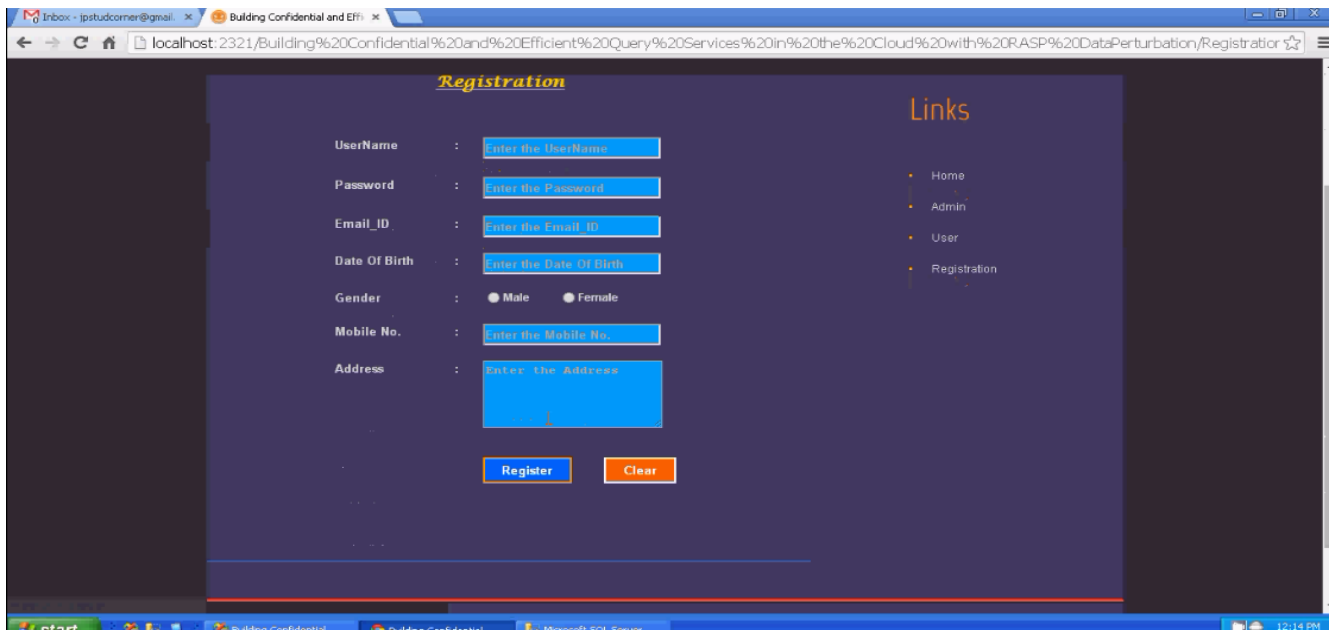 Inbox - jpstudcorner@gmail. ×
Building Confidential and Effi ×
localhost:2321/Building%20Confidential%20and%20Efficient%20Query%20Services%20in%20the%20Cloud%20with%20RASP%20DataPerturbation/Registration
Registration
Links
UserName : Enter the UserName
Password : Enter the Password
Email_ID : Enter the Email_ID
Date Of Birth : Enter the Date Of Birth
Gender : Male Female
Mobile No. : Enter the Mobile No.
Address : Enter the Address
Register Clear
Home
Admin
User
Registration
start Building Confidential ... Building Confidential ... Microsoft SQL Server ... 12:14 PM